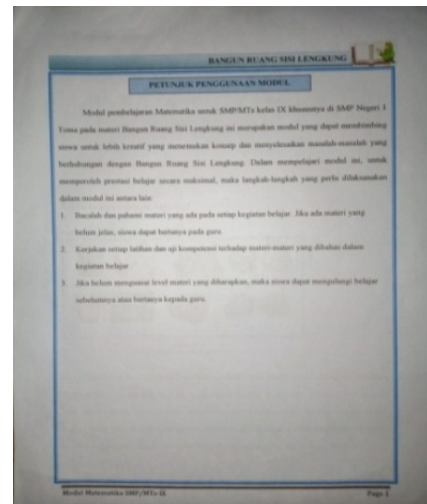 BANGUN RUANG SISI LENGKUNG
PETUNJUK PENGGUNAAN MODUL
Modul pembelajaran Matematika untuk SMP/MTs kelas IX khususnya di SMP Negeri 1
Toma pada materi Bangun Ruang Sisi Lengkung ini merupakan modul yang dapat membimbing
siswa untuk lebih kreatif yang menemukan konsep dan menyelesaikan masalah-masalah yang
berhubungan dengan Bangun Ruang Sisi Lengkung. Dalam mempelajari modul ini, untuk
memperoleh prestasi belajar secara maksimal, maka langkah-langkah yang perlu dilaksanakan
dalam modul ini antara lain:
1. Bacalah dan pahami materi yang ada pada setiap kegiatan belajar. Jika ada materi yang
belum jelas, siswa dapat bertanya pada guru.
2. Kerjakan setiap latihan dan uji kompetensi terhadap materi-materi yang dibahas dalam
kegiatan belajar.
3. Jika belum menguasai level materi yang diharapkan, maka siswa dapat mengulangi belajar
sebelumnya atau bertanya kepada guru.
Modul Matematika SMP/MTs-IX Page 1